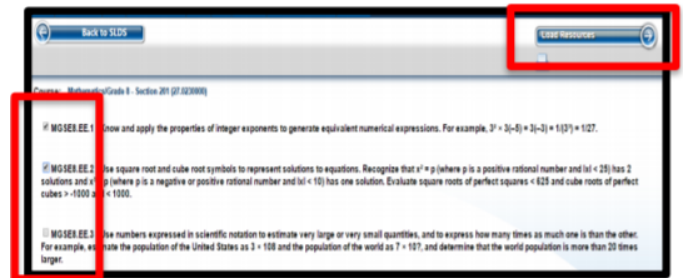 Back to SLDS
Load Resources
Course: Mathematics/Grade 8 - Section 201 (27.0230000)
MGSE8.EE.1 Know and apply the properties of integer exponents to generate equivalent numerical expressions. For example, 3² × 3(–5) = 3(–3) = 1/(3³) = 1/27.
MGSE8.EE.2 Use square root and cube root symbols to represent solutions to equations. Recognize that x² = p (where p is a positive rational number and lxl < 25) has 2
solutions and x³ p (where p is a negative or positive rational number and lxl < 10) has one solution. Evaluate square roots of perfect squares < 625 and cube roots of perfect
cubes > -1000 < 1000.
MGSE8.EE.3 Use numbers expressed in scientific notation to estimate very large or very small quantities, and to express how many times as much one is than the other.
For example, estimate the population of the United States as 3 × 108 and the population of the world as 7 × 10?, and determine that the world population is more than 20 times
larger.